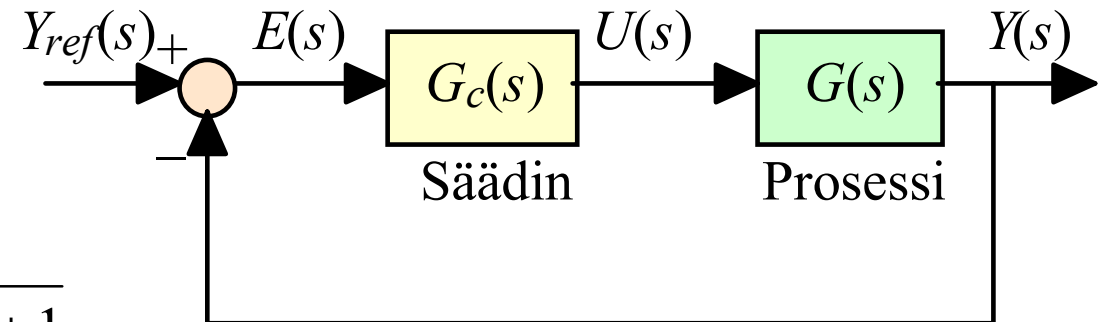 Yref(s) + E(s) U(s) Y(s)
Gc(s) G(s)
−
Säädin Prosessi